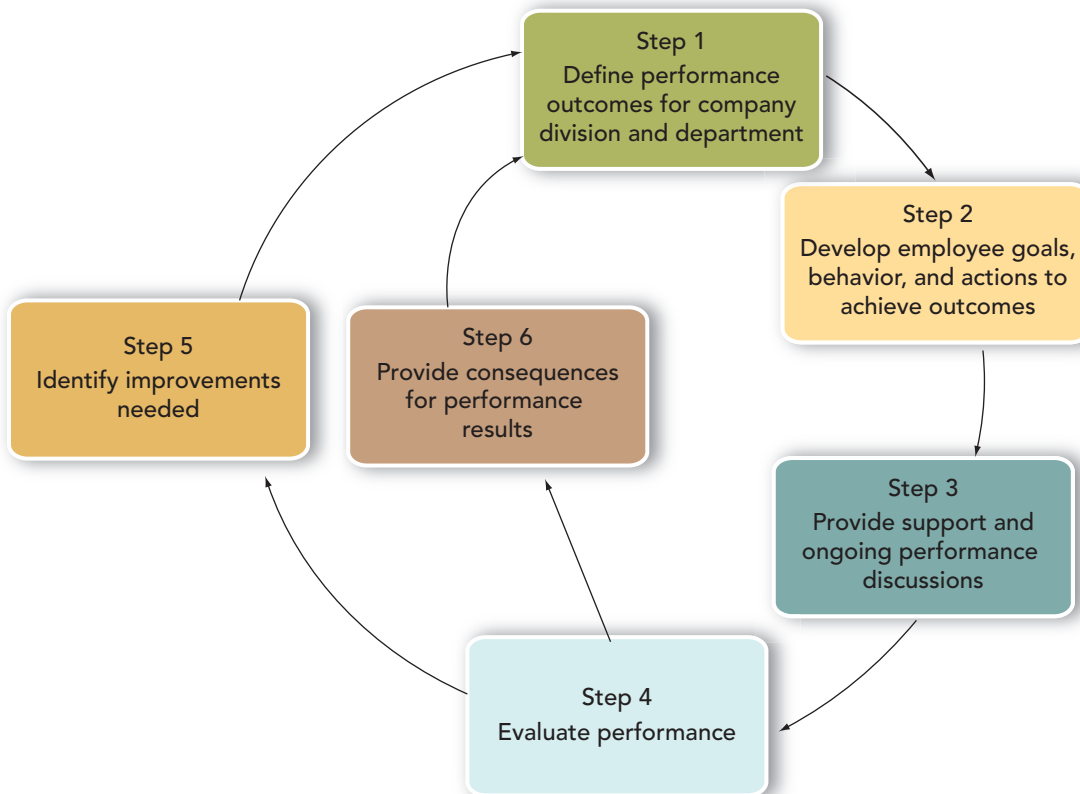 Step 1
Define performance
outcomes for company
division and department
Step 2
Develop employee goals,
behavior, and actions to
achieve outcomes
Step 3
Provide support and
ongoing performance
discussions
Step 4
Evaluate performance
Step 5
Identify improvements
needed
Step 6
Provide consequences
for performance
results